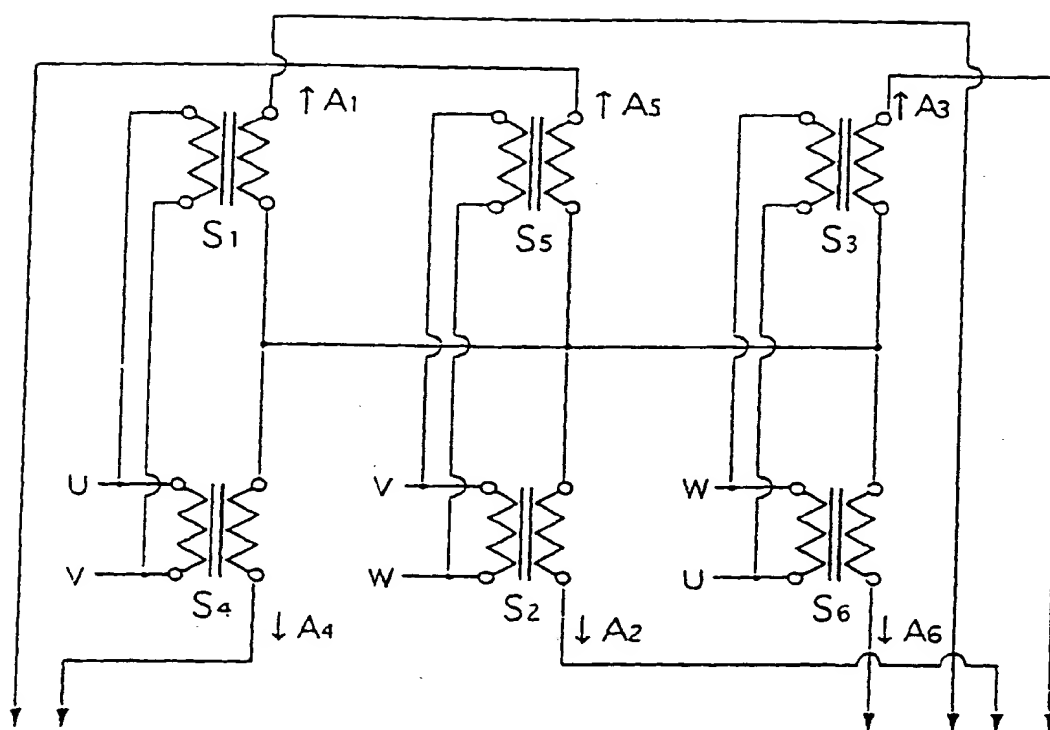 ↑ A1 ↑ A5 ↑ A3
S1 S5 S3
U V W
V W U
S4 S2 S6
↓ A4 ↓ A2 ↓ A6